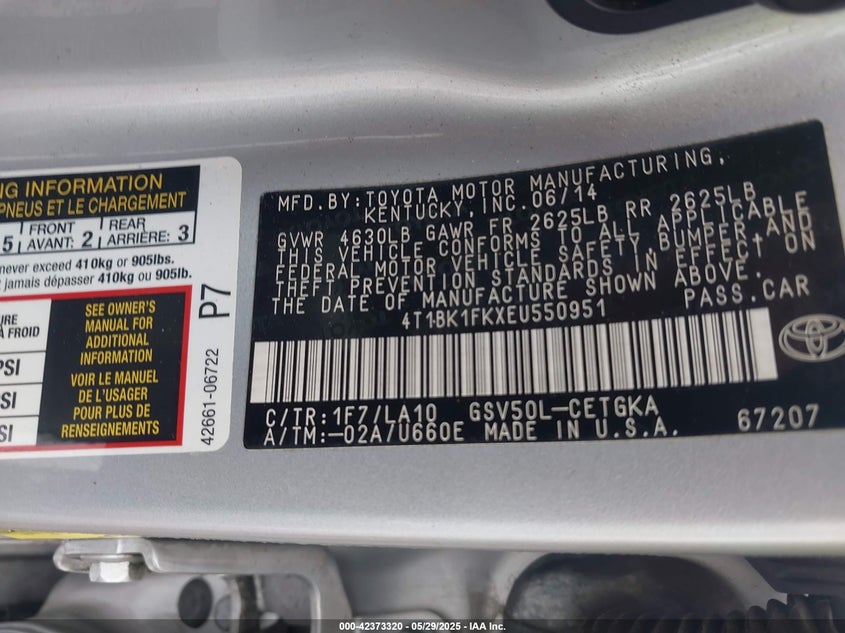 NG INFORMATION
PNEUS ET LE CHARGEMENT
5 FRONT AVANT: 2 REAR ARRIÈRE: 3
never exceed 410kg or 905lbs.
t jamais dépasser 410kg ou 905lb.
URE
À FROID
PSI
SI
SI
SEE OWNER'S
MANUAL FOR
ADDITIONAL
INFORMATION
VOIR LE MANUEL
DE L'USAGER
POUR PLUS DE
RENSEIGNEMENTS
42661-06722 P7
MFD. BY: TOYOTA MOTOR MANUFACTURING,
KENTUCKY, INC. 06/14
GVWR 4630LB GAWR FR 2625LB RR 2625LB
THIS VEHICLE CONFORMS TO ALL APPLICABLE
FEDERAL MOTOR VEHICLE SAFETY, BUMPER AND
THEFT PREVENTION STANDARDS IN EFFECT ON
THE DATE OF MANUFACTURE SHOWN ABOVE.
4T1BK1FKXEU550951 PASS. CAR
C/TR: 1F7/LA10 GSV50L-CETGKA
A/TM:-02A/U660E MADE IN U.S.A. 67207
000-42373320 - 05/29/2025 - IAA Inc.